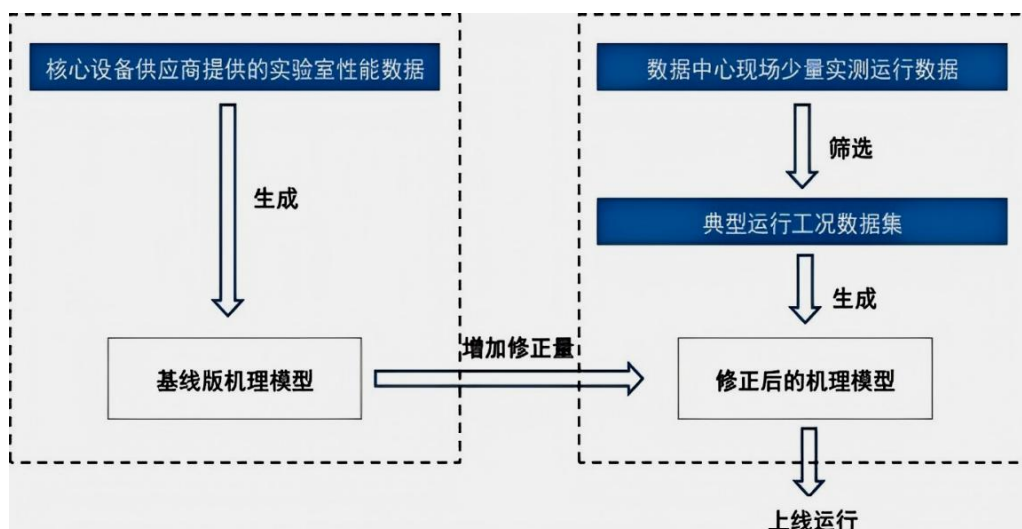 核心设备供应商提供的实验室性能数据
数据中心现场少量实测运行数据
筛选
生成
典型运行工况数据集
生成
增加修正量
基线版机理模型
修正后的机理模型
上线运行